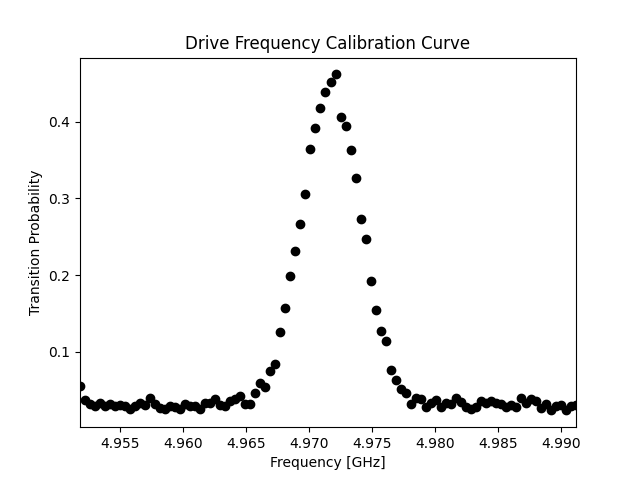 Drive Frequency Calibration Curve
Transition Probability
0.4
0.3
0.2
0.1
4.955 4.960 4.965 4.970 4.975 4.980 4.985 4.990
Frequency [GHz]